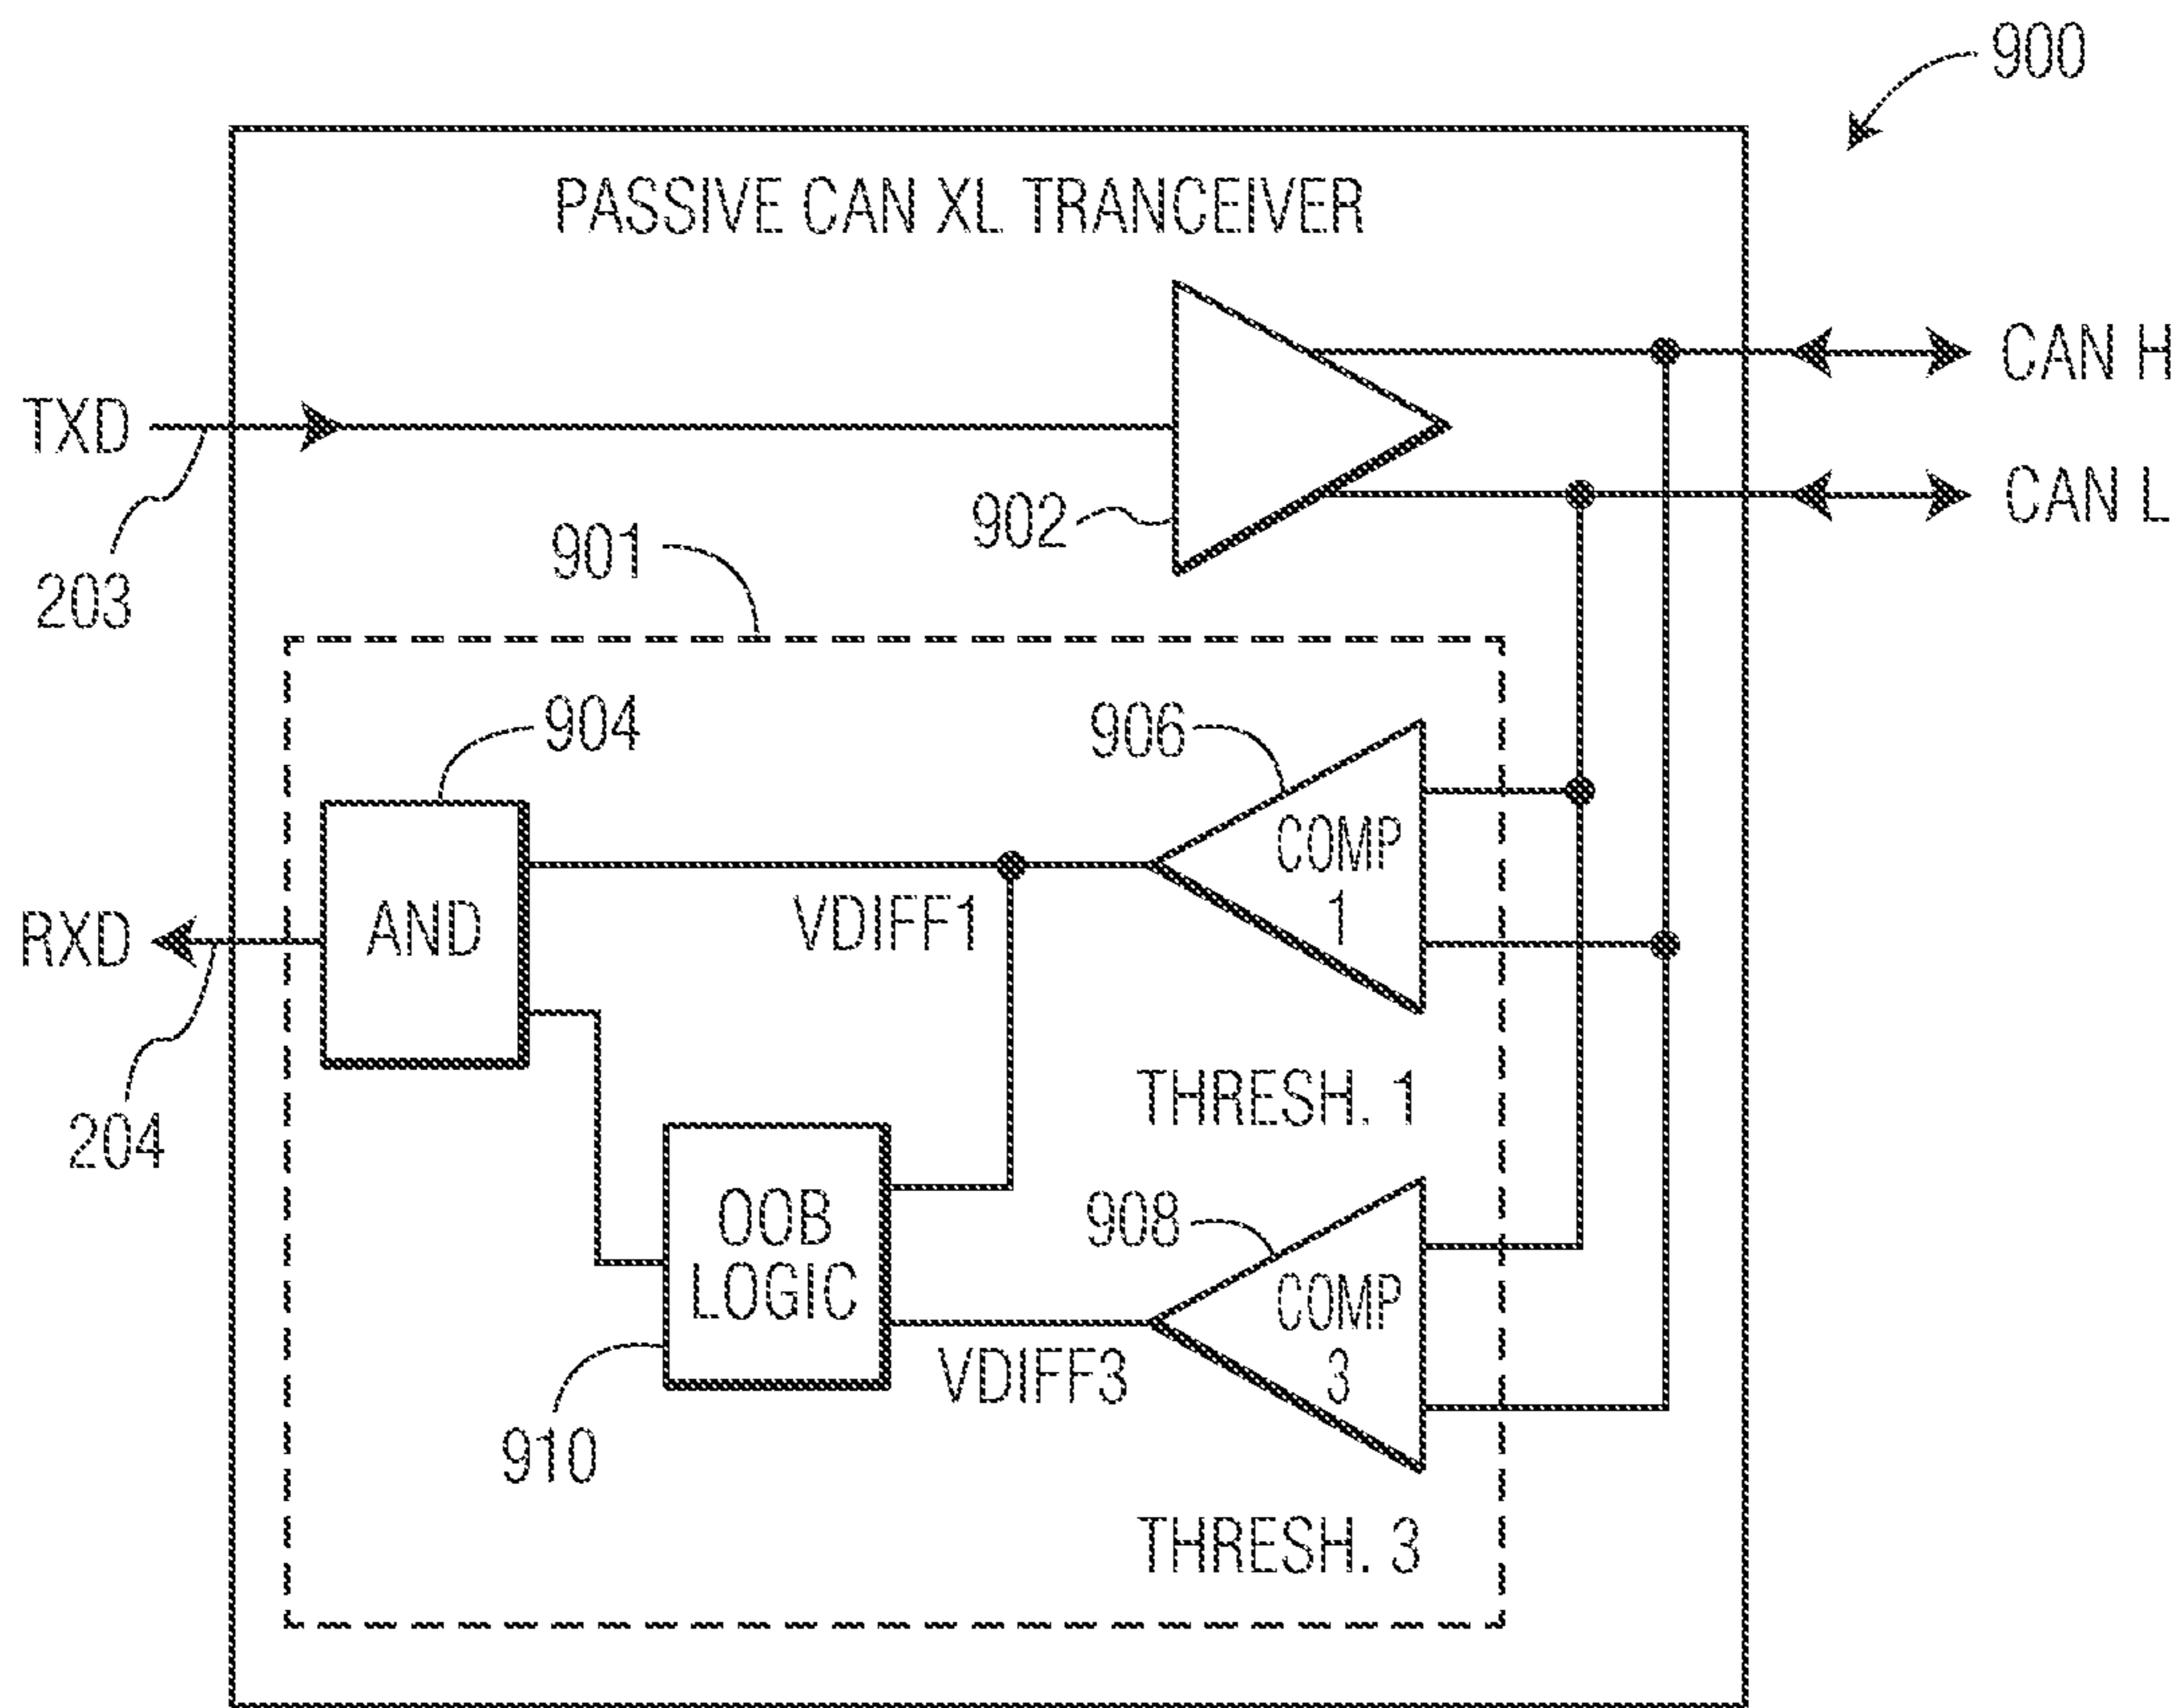 900
PASSIVE CAN XL TRANCEIVER
CAN H
TXD
CAN L
902
901
203
904
906
COMP
1
AND
VDIFF1
RXD
THRESH. 1
204
908
OOB
LOGIC
COMP
3
VDIFF3
910
THRESH. 3